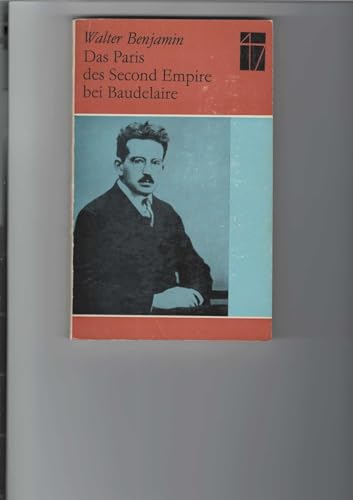 Walter Benjamin
Das Paris
des Second Empire
bei Baudelaire